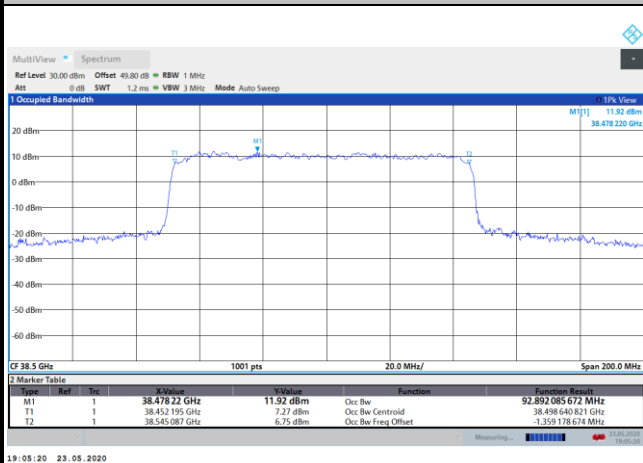 MultiView Spectrum
Ref Level 30.00 dBm Offset 49.80 dB RBW 1 MHz
Att 0 dB SWT 1.2 ms VBW 3 MHz Mode Auto Sweep
1 Occupied Bandwidth 1Pk View
M1[1] 11.92 dBm
38.478 220 GHz
20 dBm
M1
T1 T2
10 dBm
0 dBm
-10 dBm
-20 dBm
-30 dBm
-40 dBm
-50 dBm
-60 dBm
CF 38.5 GHz 1001 pts 20.0 MHz/ Span 200.0 MHz
2 Marker Table
Type Ref Trc X-Value Y-Value Function Function Result
M1 1 38.478 22 GHz 11.92 dBm Occ Bw 92.892 085 672 MHz
T1 1 38.452 195 GHz 7.27 dBm Occ Bw Centroid 38.498 640 821 GHz
T2 1 38.545 087 GHz 6.75 dBm Occ Bw Freq Offset -1.359 178 674 MHz
Measuring... 23.05.2020
19:05:20
19:05:20 23.05.2020